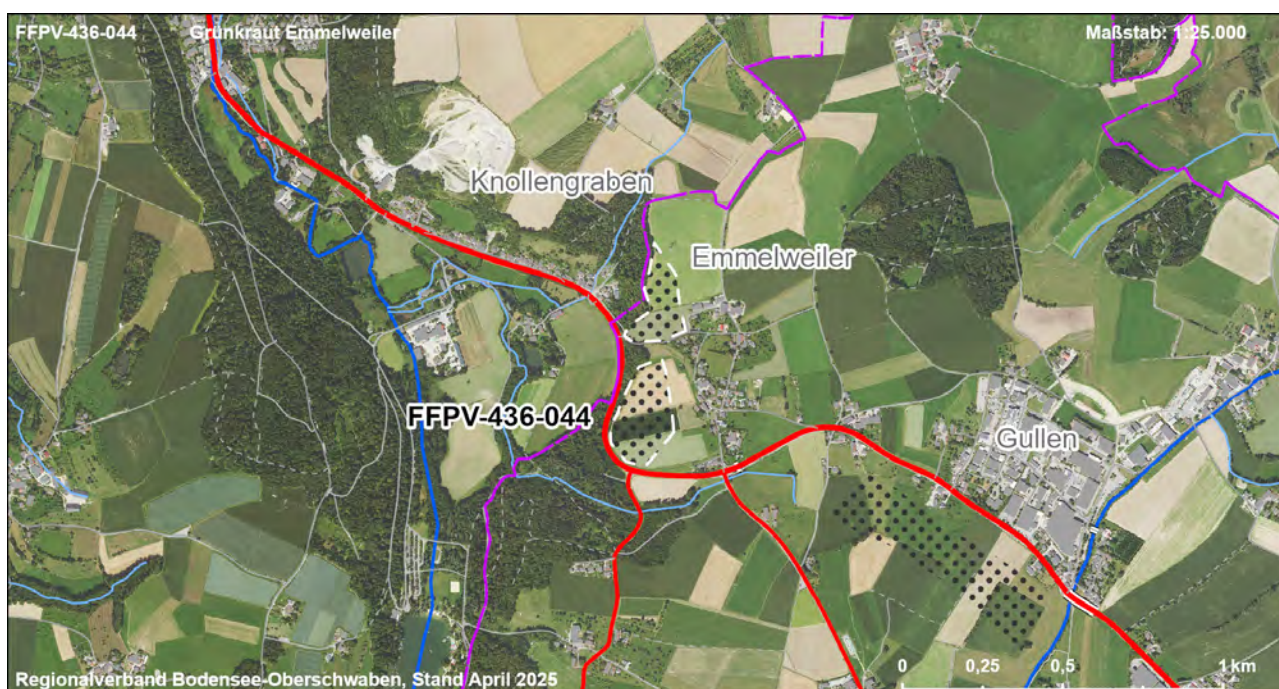 FFPV-436-044 Grünkraut Emmelweiler Maßstab: 1:25.000
Knollengraben
Emmelweiler
FFPV-436-044
Gullen
0 0,25 0,5 1 km
Regionalverband Bodensee-Oberschwaben, Stand April 2025